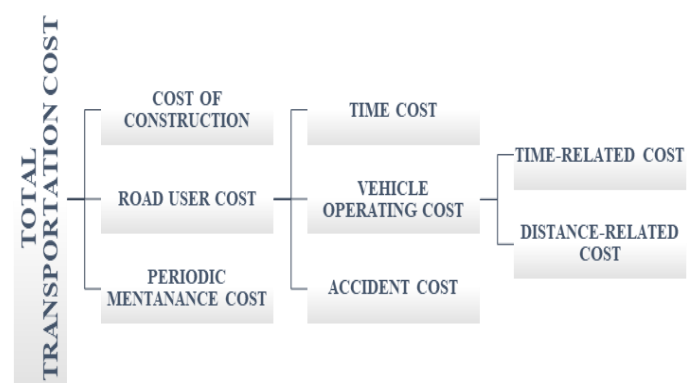 TOTAL
TRANSPORTATION COST
COST OF
CONSTRUCTION
ROAD USER COST
PERIODIC
MENTANANCE COST
TIME COST
VEHICLE
OPERATING COST
ACCIDENT COST
TIME-RELATED COST
DISTANCE-RELATED
COST